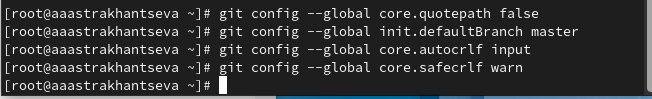 [root@aaastrakhantseva ~]# git config --global core.quotepath false
[root@aaastrakhantseva ~]# git config --global init.defaultBranch master
[root@aaastrakhantseva ~]# git config --global core.autocrlf input
[root@aaastrakhantseva ~]# git config --global core.safecrlf warn
[root@aaastrakhantseva ~]#